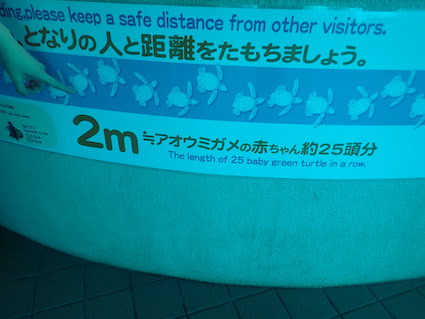 ding,please keep a safe distance from other visitors.
となりの人と距離をたもちましょう。
2m ≒アオウミガメの赤ちゃん約25頭分
The length of 25 baby green turtle in a row.